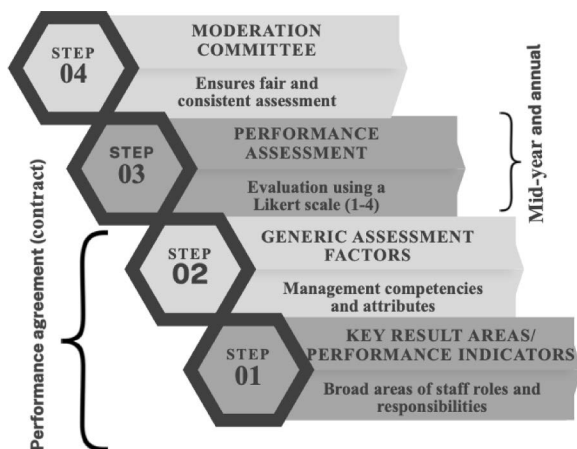 STEP
04
MODERATION
COMMITTEE
Ensures fair and
consistent assessment
STEP
03
PERFORMANCE
ASSESSMENT
Evaluation using a
Likert scale (1-4)
Mid-year and annual
STEP
02
GENERIC ASSESSMENT
FACTORS
Management competencies
and attributes
STEP
01
KEY RESULT AREAS/
PERFORMANCE INDICATORS
Broad areas of staff roles and
responsibilities
Performance agreement (contract)